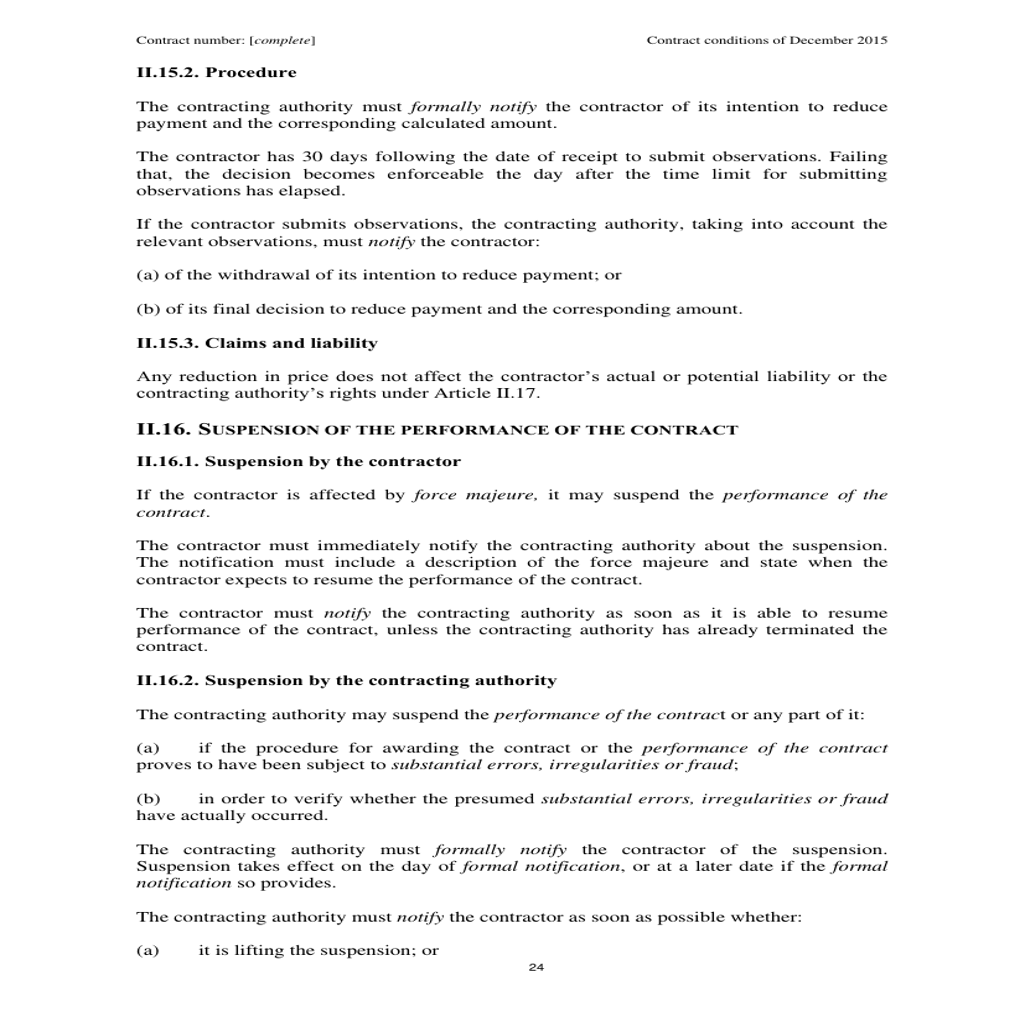 Contract number: [complete] Contract conditions of December 2015
II.15.2. Procedure
The contracting authority must formally notify the contractor of its intention to reduce
payment and the corresponding calculated amount.
The contractor has 30 days following the date of receipt to submit observations. Failing
that, the decision becomes enforceable the day after the time limit for submitting
observations has elapsed.
If the contractor submits observations, the contracting authority, taking into account the
relevant observations, must notify the contractor:
(a) of the withdrawal of its intention to reduce payment; or
(b) of its final decision to reduce payment and the corresponding amount.
II.15.3. Claims and liability
Any reduction in price does not affect the contractor’s actual or potential liability or the
contracting authority’s rights under Article II.17.
II.16. SUSPENSION OF THE PERFORMANCE OF THE CONTRACT
II.16.1. Suspension by the contractor
If the contractor is affected by force majeure, it may suspend the performance of the
contract.
The contractor must immediately notify the contracting authority about the suspension.
The notification must include a description of the force majeure and state when the
contractor expects to resume the performance of the contract.
The contractor must notify the contracting authority as soon as it is able to resume
performance of the contract, unless the contracting authority has already terminated the
contract.
II.16.2. Suspension by the contracting authority
The contracting authority may suspend the performance of the contract or any part of it:
(a) if the procedure for awarding the contract or the performance of the contract
proves to have been subject to substantial errors, irregularities or fraud;
(b) in order to verify whether the presumed substantial errors, irregularities or fraud
have actually occurred.
The contracting authority must formally notify the contractor of the suspension.
Suspension takes effect on the day of formal notification, or at a later date if the formal
notification so provides.
The contracting authority must notify the contractor as soon as possible whether:
(a) it is lifting the suspension; or
24